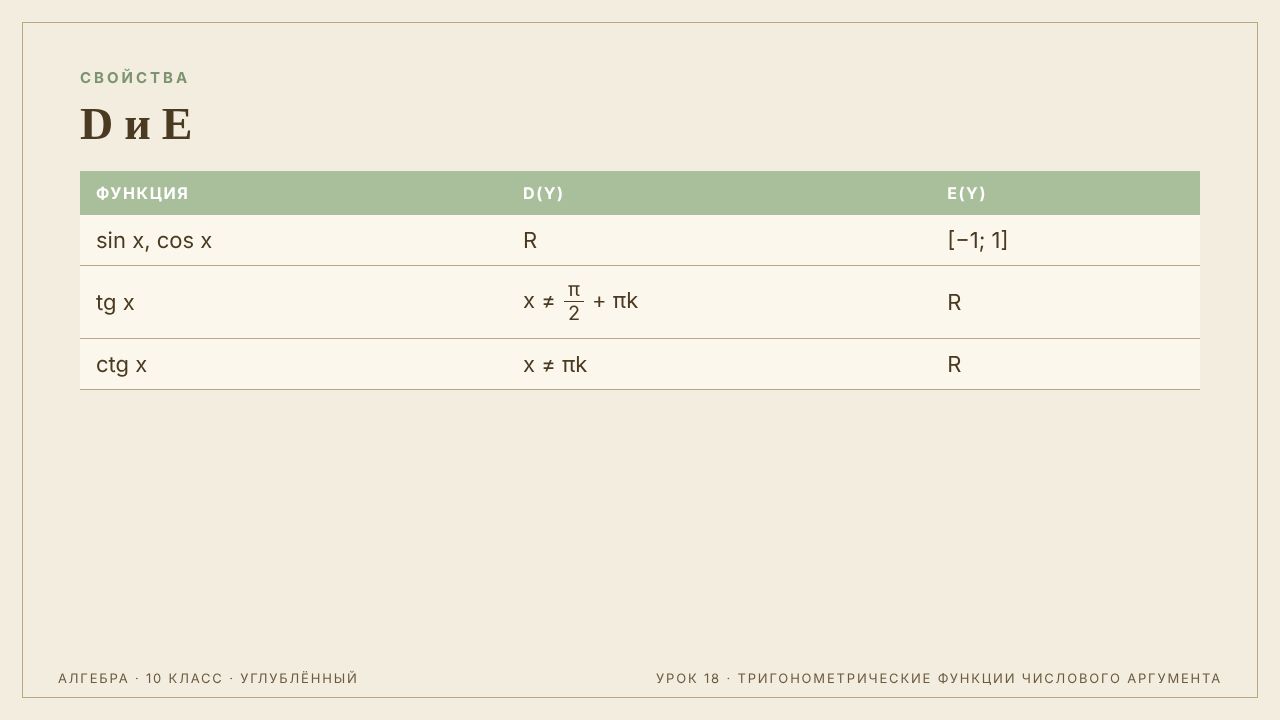 СВОЙСТВА
D и E
ФУНКЦИЯ D(Y) E(Y)
sin x, cos x R [−1; 1]
tg x x ≠ π/2 + πk R
ctg x x ≠ πk R
АЛГЕБРА · 10 КЛАСС · УГЛУБЛЁННЫЙ
УРОК 18 · ТРИГОНОМЕТРИЧЕСКИЕ ФУНКЦИИ ЧИСЛОВОГО АРГУМЕНТА